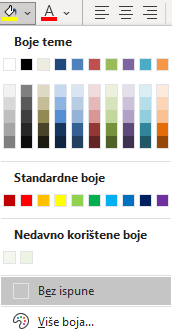 A
Boje teme
Standardne boje
Nedavno korištene boje
Bez ispune
Više boja...